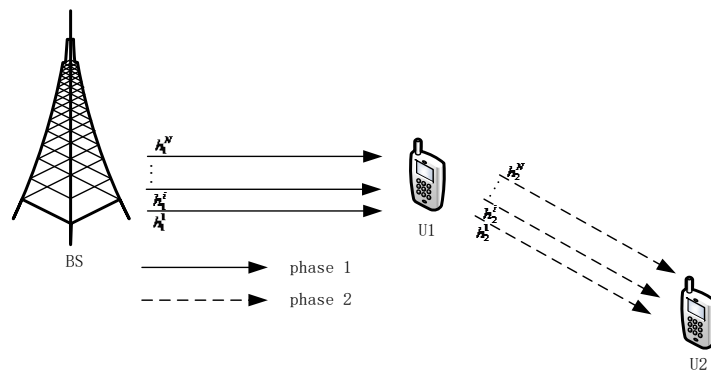 h_1^N
h_1^i
h_1^1
BS
U1
h_2^N
h_2^i
h_2^1
phase 1
phase 2
U2